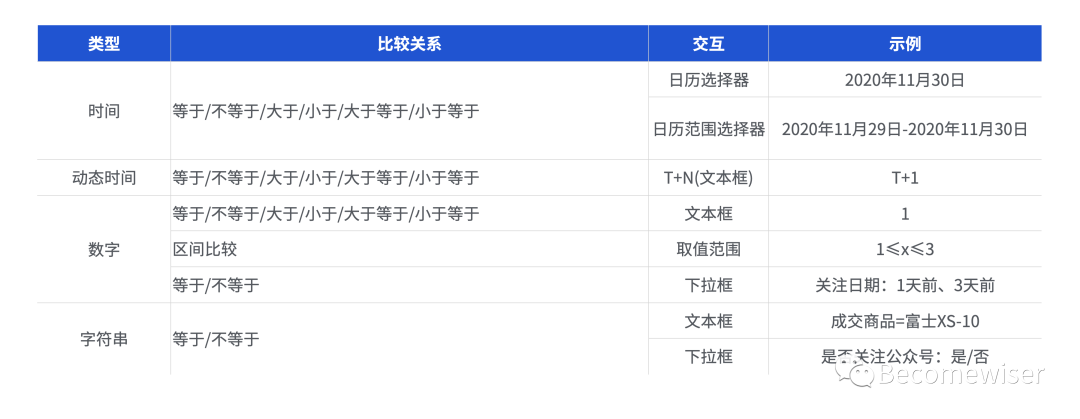 类型 比较关系 交互 示例
时间 等于/不等于/大于/小于/大于等于/小于等于 日历选择器 2020年11月30日
日历范围选择器 2020年11月29日-2020年11月30日
动态时间 等于/不等于/大于/小于/大于等于/小于等于 T+N(文本框) T+1
数字 等于/不等于/大于/小于/大于等于/小于等于 文本框 1
区间比较 取值范围 1≤x≤3
等于/不等于 下拉框 关注日期：1天前、3天前
字符串 等于/不等于 文本框 成交商品=富士XS-10
下拉框 是否关注公众号：是/否
Becomewiser